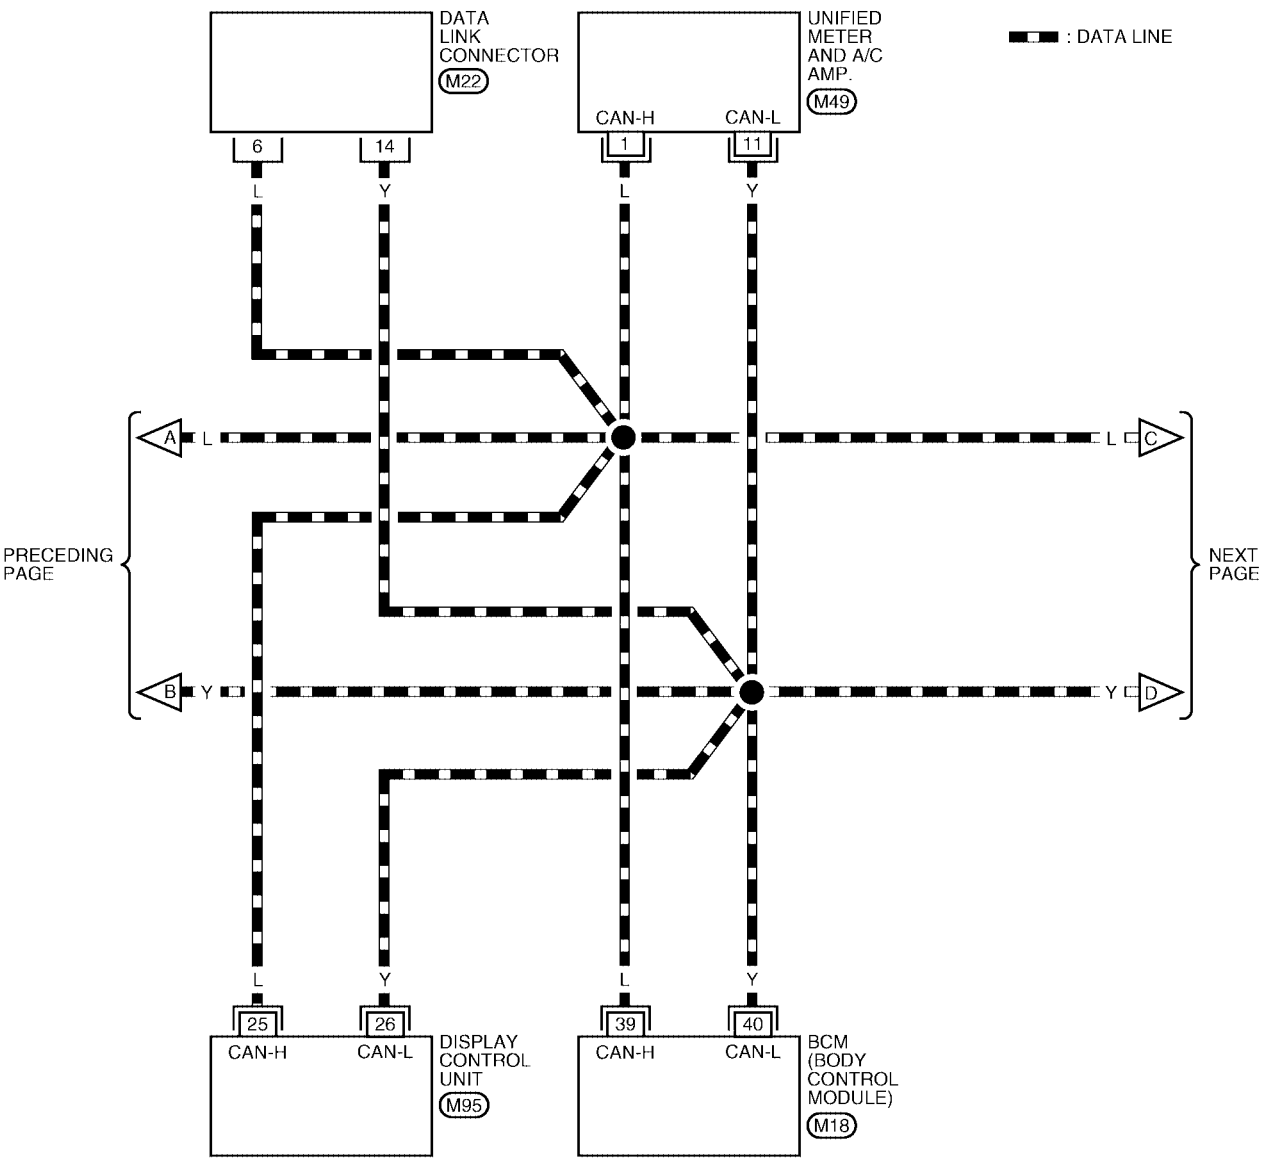 DATA
LINK
CONNECTOR
M22
UNIFIED
METER
AND A/C
AMP.
M49
: DATA LINE
CAN-H
CAN-L
6
14
1
11
L
Y
L
Y
A
L
L
C
PRECEDING
PAGE
NEXT
PAGE
B
Y
Y
D
L
Y
L
Y
25
26
39
40
CAN-H
CAN-L
DISPLAY
CONTROL
UNIT
M95
CAN-H
CAN-L
BCM
(BODY
CONTROL
MODULE)
M18